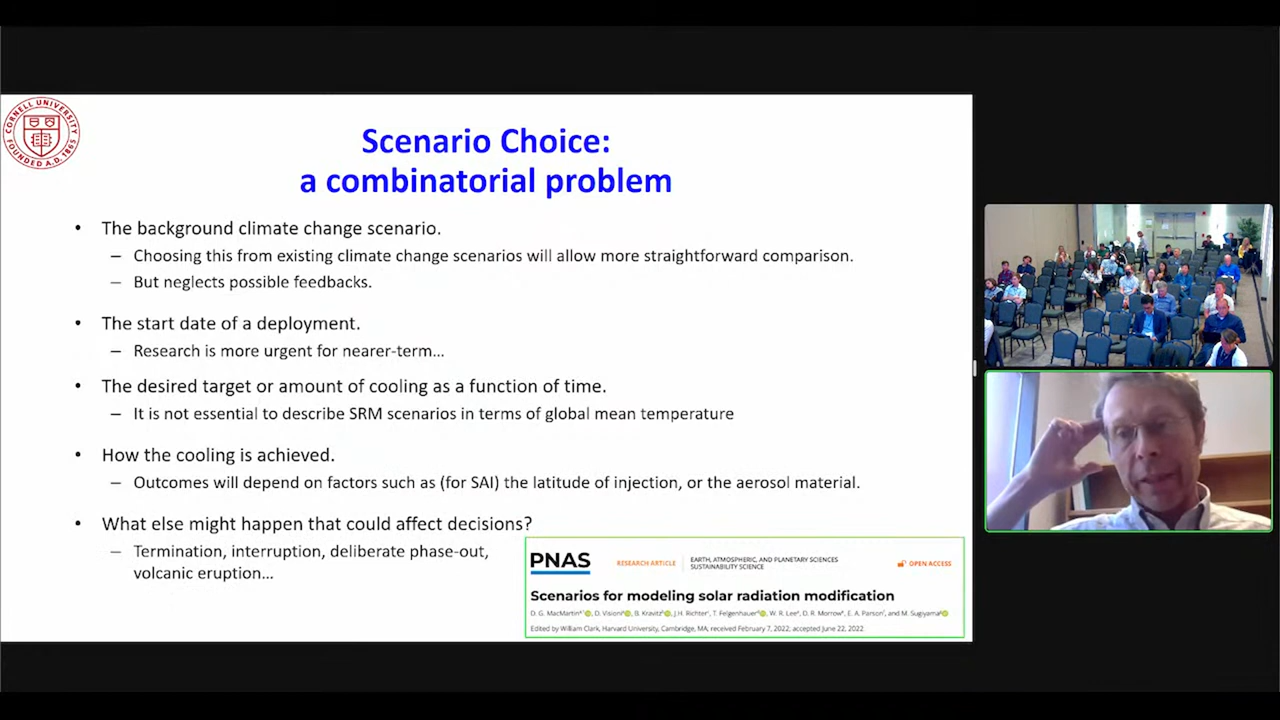 CORNELL UNIVERSITY
FOUNDED A.D. 1865
Scenario Choice:
a combinatorial problem
• The background climate change scenario.
– Choosing this from existing climate change scenarios will allow more straightforward comparison.
– But neglects possible feedbacks.
• The start date of a deployment.
– Research is more urgent for nearer-term…
• The desired target or amount of cooling as a function of time.
– It is not essential to describe SRM scenarios in terms of global mean temperature
• How the cooling is achieved.
– Outcomes will depend on factors such as (for SAI) the latitude of injection, or the aerosol material.
• What else might happen that could affect decisions?
– Termination, interruption, deliberate phase-out,
volcanic eruption…
PNAS
RESEARCH ARTICLE
EARTH, ATMOSPHERIC, AND PLANETARY SCIENCES
SUSTAINABILITY SCIENCE
OPEN ACCESS
Scenarios for modeling solar radiation modification
D. G. MacMartin, D. Visioni, B. Kravitz, J.H. Richter, T. Felgenhauer, W. R. Lee, D. R. Morrow, E. A. Parson, and M. Sugiyama
Edited by William Clark, Harvard University, Cambridge, MA, received February 7, 2022, accepted June 22, 2022